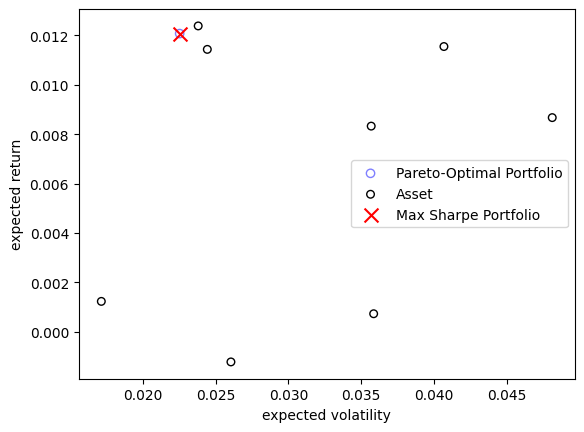 0.012
0.010
0.008
0.006
0.004
0.002
0.000
expected return
Pareto-Optimal Portfolio
Asset
Max Sharpe Portfolio
0.020 0.025 0.030 0.035 0.040 0.045
expected volatility